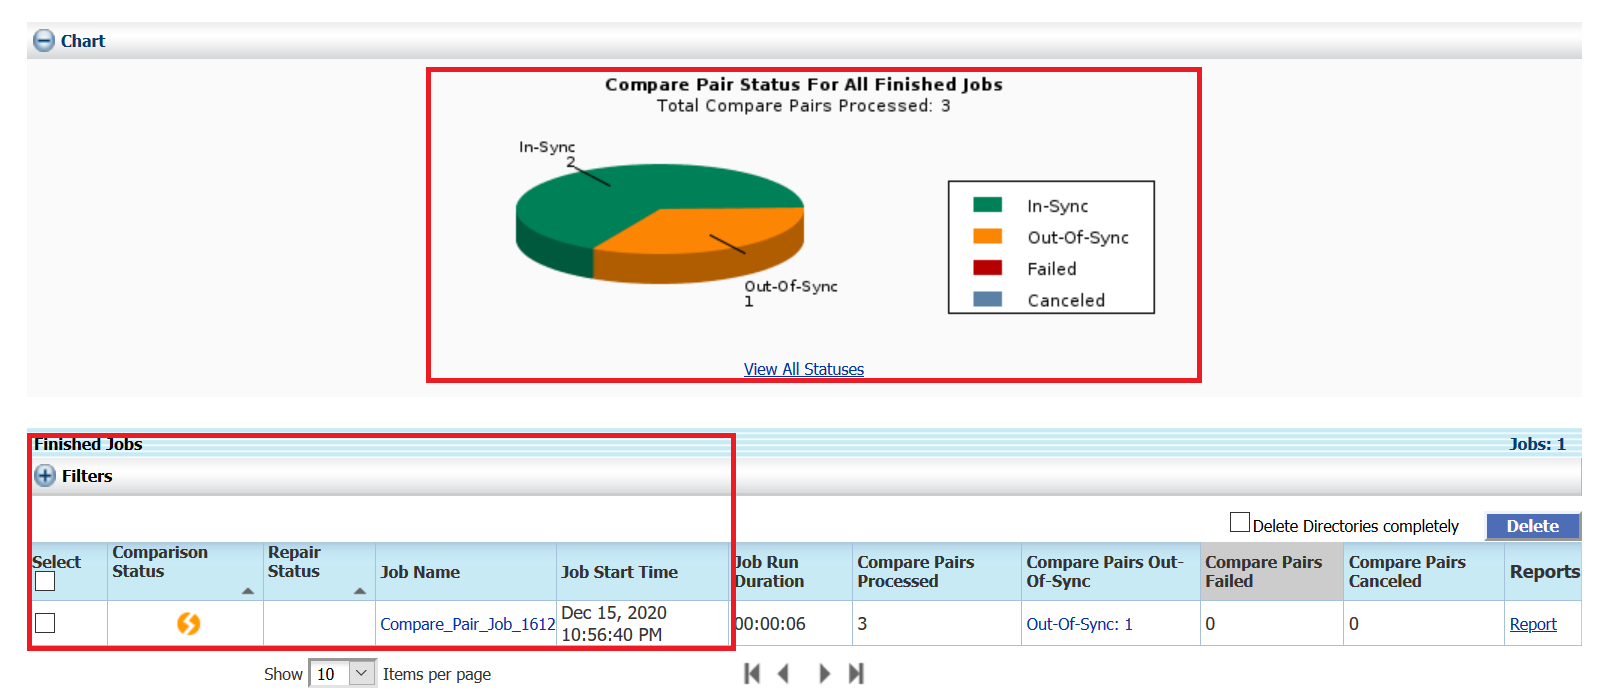 Chart
Compare Pair Status For All Finished Jobs
Total Compare Pairs Processed: 3
In-Sync
2
Out-Of-Sync
1
In-Sync
Out-Of-Sync
Failed
Canceled
View All Statuses
Finished Jobs
Jobs: 1
Filters
Delete Directories completely
Delete
Select
Comparison
Status
Repair
Status
Job Name
Job Start Time
Job Run
Duration
Compare Pairs
Processed
Compare Pairs Out-
Of-Sync
Compare Pairs
Failed
Compare Pairs
Canceled
Reports
Compare_Pair_Job_1612
Dec 15, 2020
10:56:40 PM
00:00:06
3
Out-Of-Sync: 1
0
0
Report
Show 10 Items per page